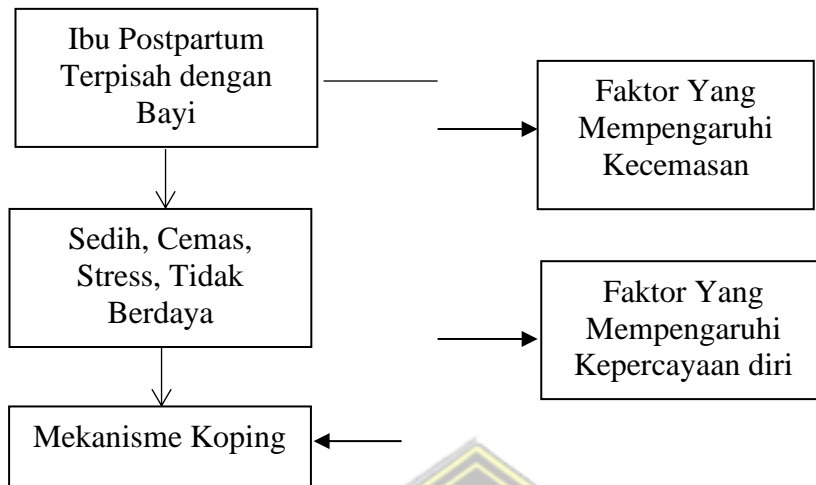 Ibu Postpartum
Terpisah dengan
Bayi
Faktor Yang
Mempengaruhi
Kecemasan
Sedih, Cemas,
Stress, Tidak
Berdaya
Faktor Yang
Mempengaruhi
Kepercayaan diri
Mekanisme Koping